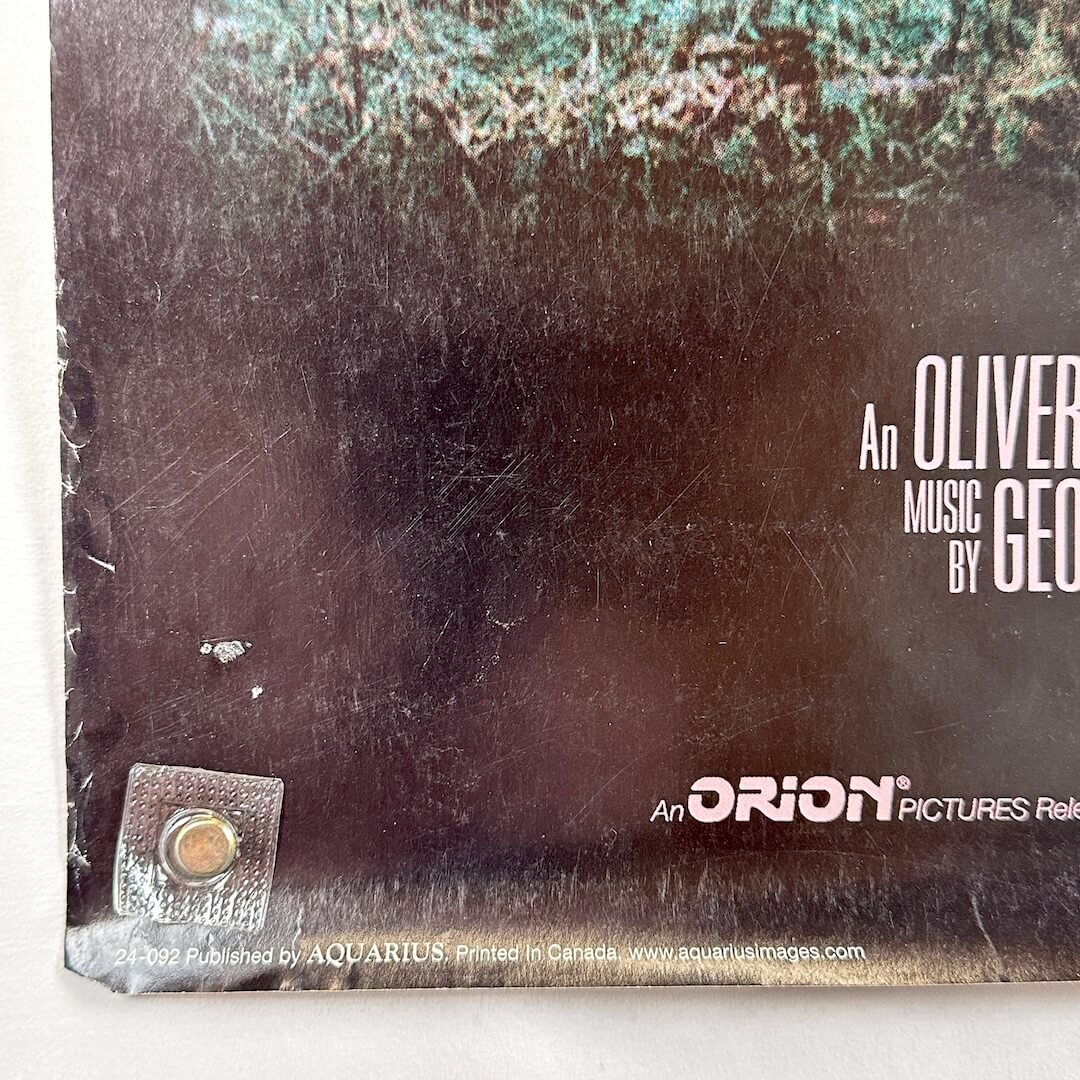 An OLIVER
MUSIC BY GEO
An ORION® PICTURES Rele
24-092 Published by AQUARIUS. Printed In Canada. www.aquariusimages.com